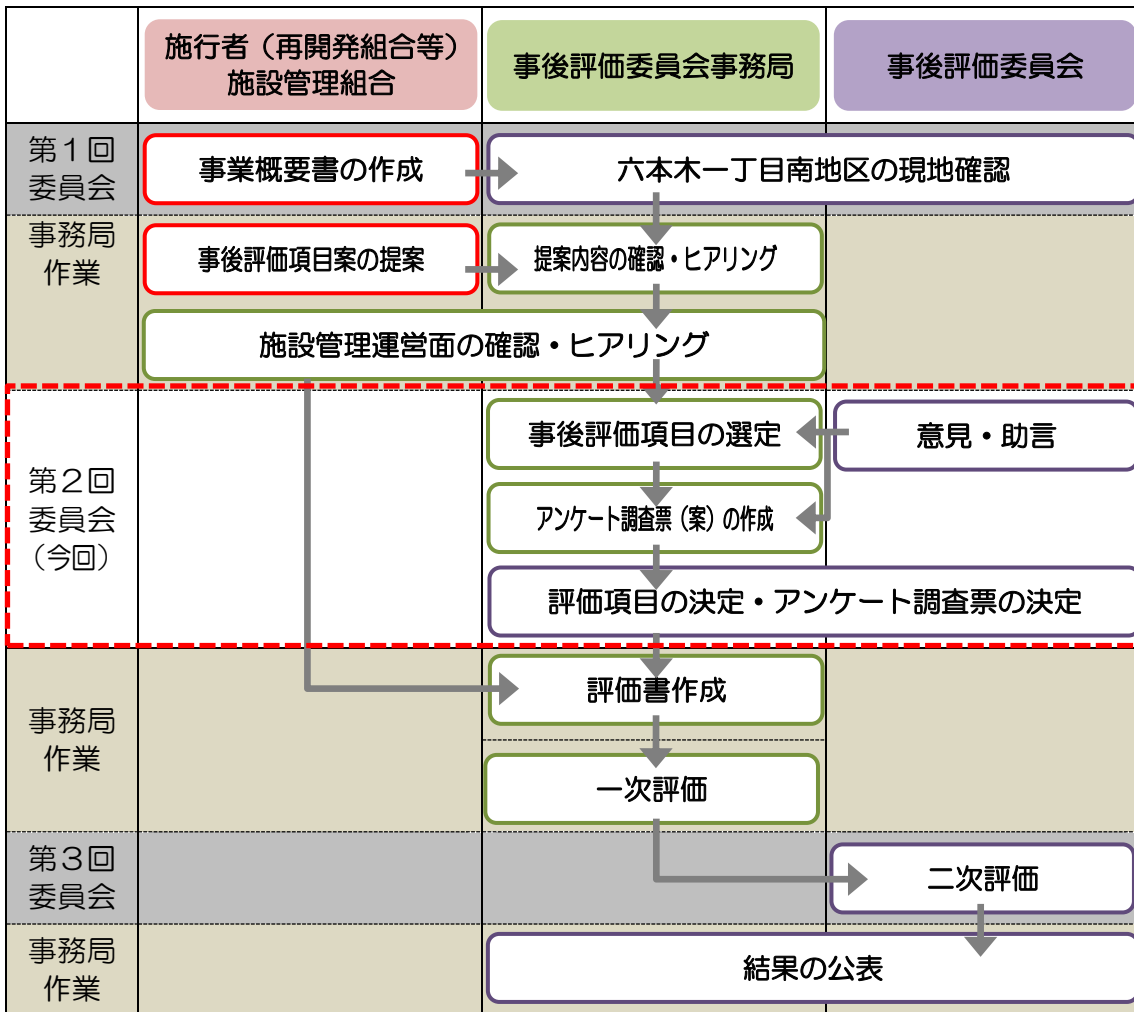 施行者（再開発組合等）
施設管理組合
事後評価委員会事務局
事後評価委員会
第１回
委員会
事業概要書の作成
六本木一丁目南地区の現地確認
事務局
作業
事後評価項目案の提案
提案内容の確認・ヒアリング
施設管理運営面の確認・ヒアリング
第２回
委員会
（今回）
事後評価項目の選定
意見・助言
アンケート調査票（案）の作成
評価項目の決定・アンケート調査票の決定
事務局
作業
評価書作成
一次評価
第３回
委員会
二次評価
事務局
作業
結果の公表